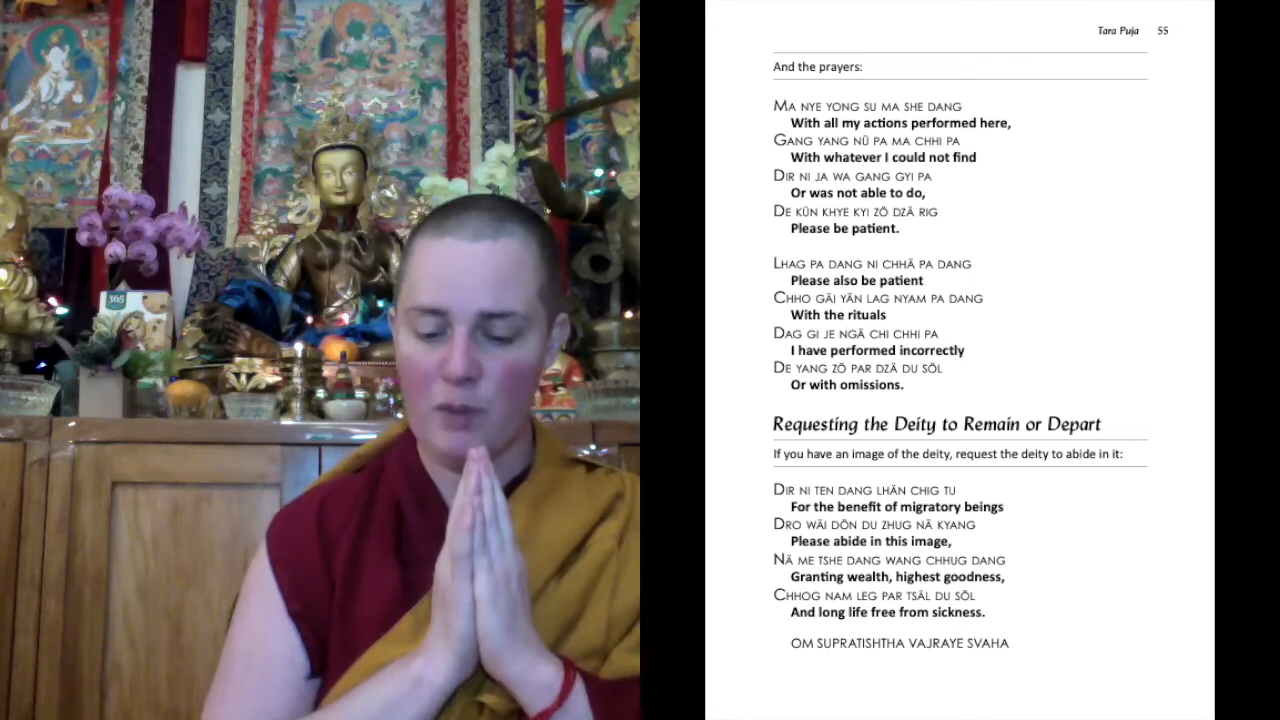 365
Tara Puja 55
And the prayers:
MA NYE YONG SU MA SHE DANG
With all my actions performed here,
GANG YANG NÜ PA MA CHHI PA
With whatever I could not find
DIR NI JA WA GANG GYI PA
Or was not able to do,
DE KÜN KHYE KYI ZÖ DZÄ RIG
Please be patient.
LHAG PA DANG NI CHHÄ PA DANG
Please also be patient
CHHO GÄI YÄN LAG NYAM PA DANG
With the rituals
DAG GI JE NGÄ CHI CHHI PA
I have performed incorrectly
DE YANG ZÖ PAR DZÄ DU SÖL
Or with omissions.
Requesting the Deity to Remain or Depart
If you have an image of the deity, request the deity to abide in it:
DIR NI TEN DANG LHÄN CHIG TU
For the benefit of migratory beings
DRO WÄI DÖN DU ZHUG NÄ KYANG
Please abide in this image,
NÄ ME TSHE DANG WANG CHHUG DANG
Granting wealth, highest goodness,
CHHOG NAM LEG PAR TSÄL DU SÖL
And long life free from sickness.
OM SUPRATISHTHA VAJRAYE SVAHA